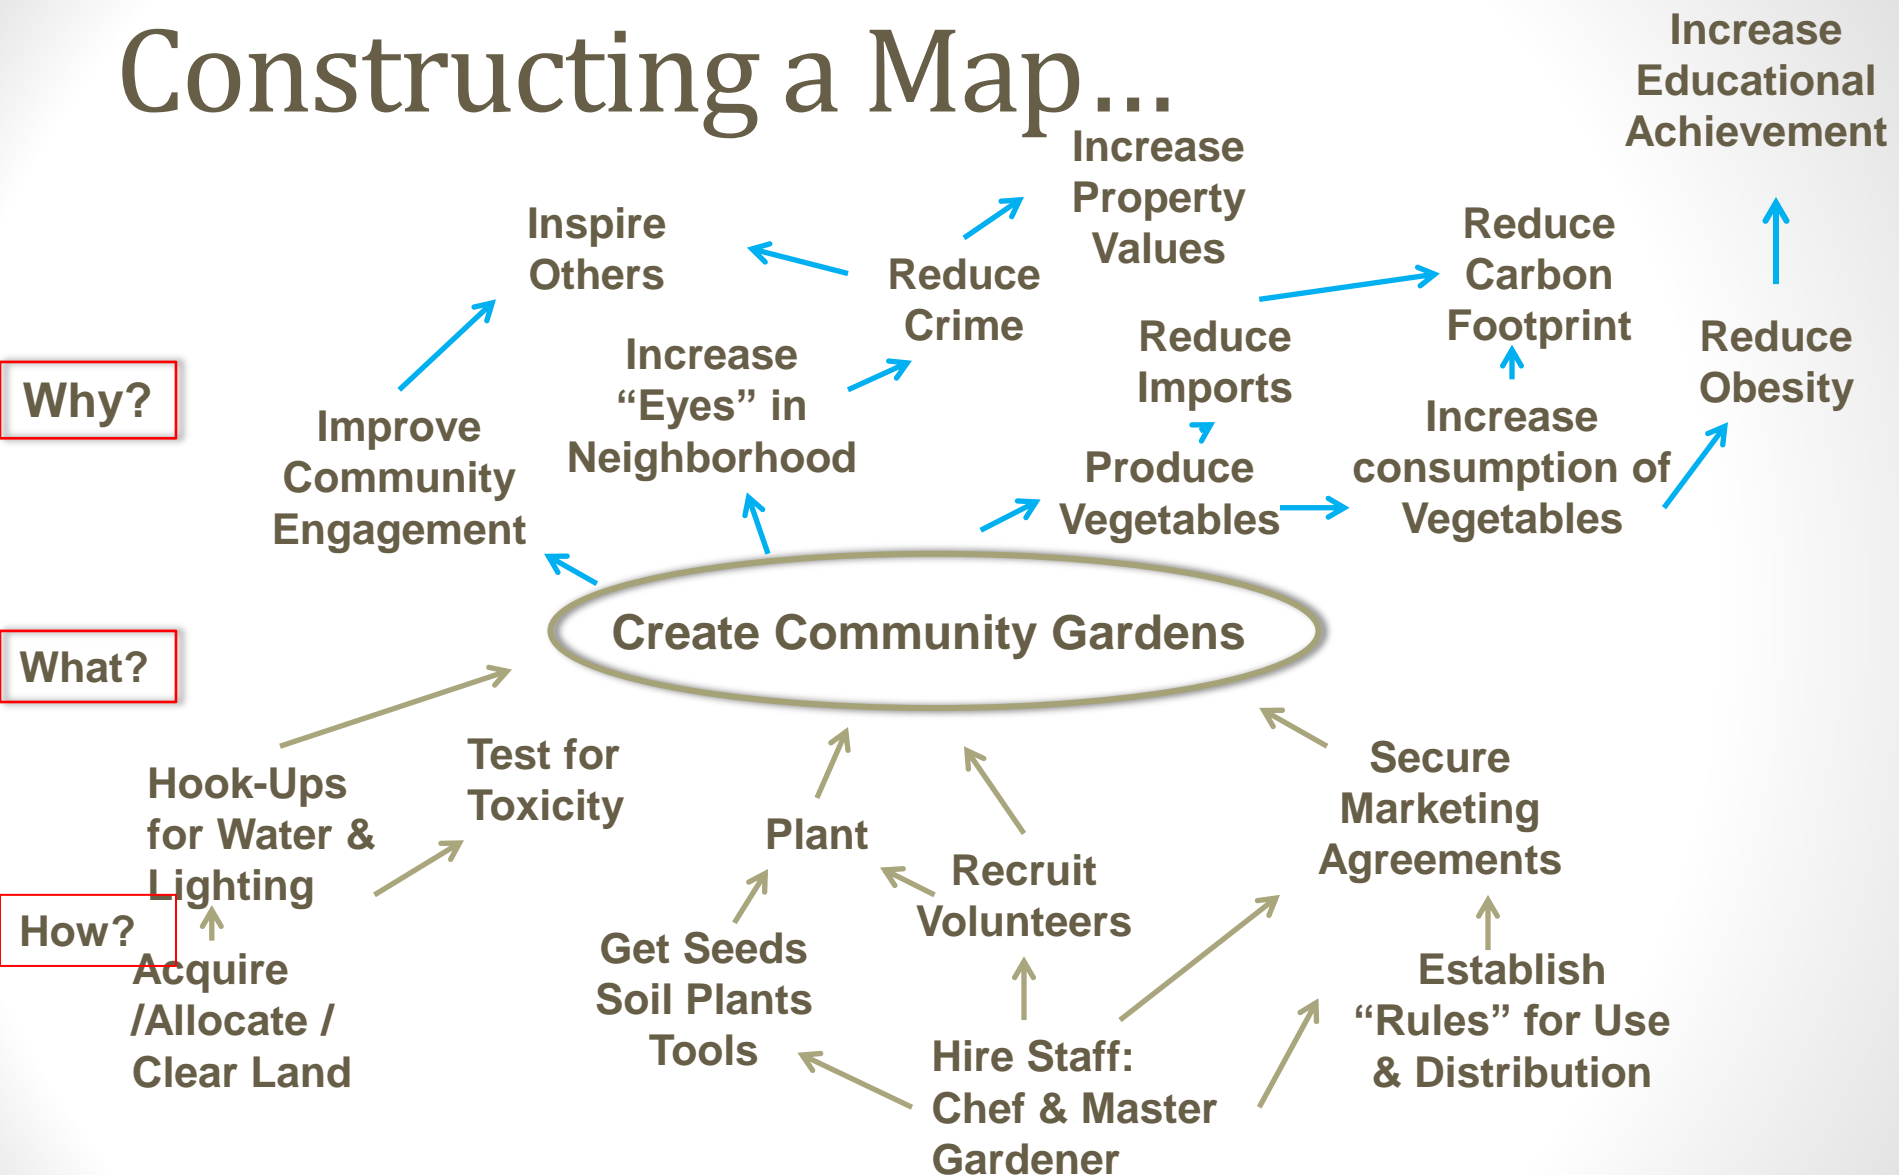 Constructing a Map...
Increase
Educational
Achievement
Increase
Property
Values
Inspire
Others
Reduce
Crime
Reduce
Carbon
Footprint
Reduce
Imports
Reduce
Obesity
Increase
“Eyes” in
Neighborhood
Why?
Improve
Community
Engagement
Produce
Vegetables
Increase
consumption of
Vegetables
Create Community Gardens
What?
Hook-Ups
for Water &
Lighting
Test for
Toxicity
Plant
Recruit
Volunteers
Secure
Marketing
Agreements
How?
Acquire
/Allocate /
Clear Land
Get Seeds
Soil Plants
Tools
Hire Staff:
Chef & Master
Gardener
Establish
“Rules” for Use
& Distribution